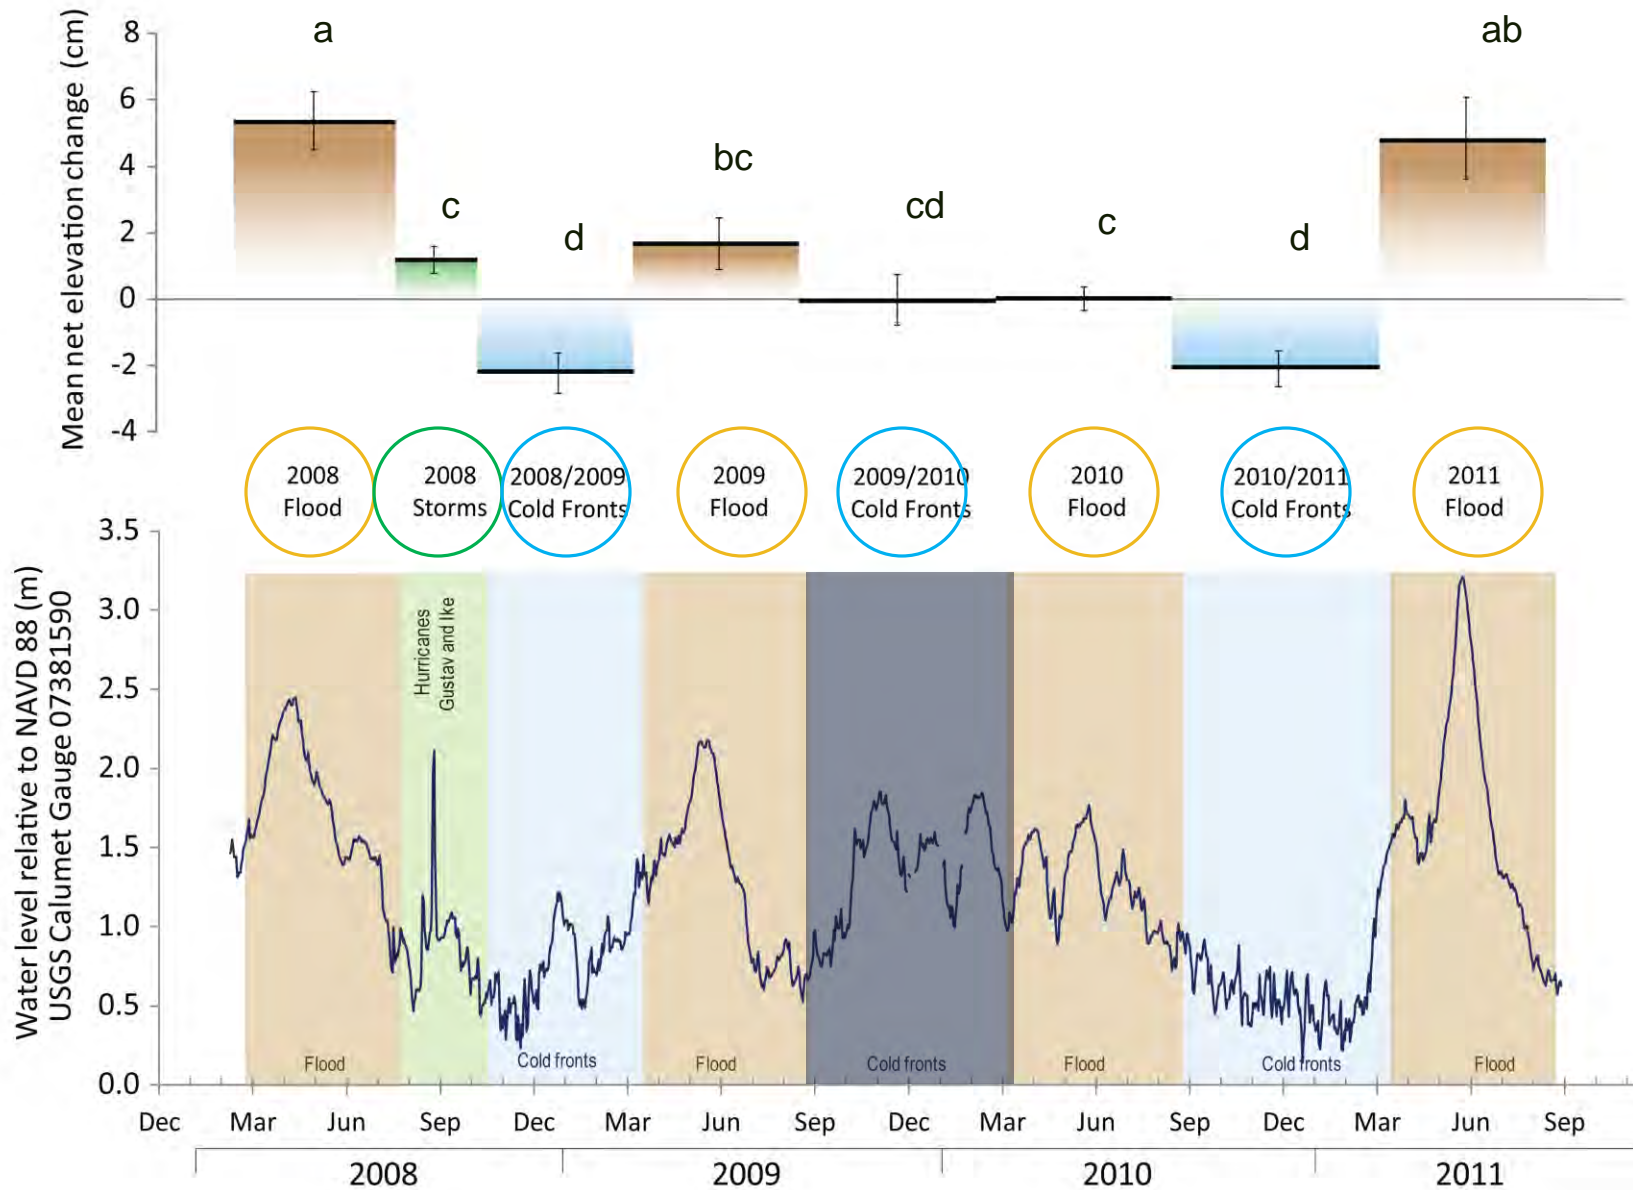 Mean net elevation change (cm)
8
6
4
2
0
-2
-4
a
c
d
bc
cd
c
d
ab
2008
Flood
2008
Storms
2008/2009
Cold Fronts
2009
Flood
2009/2010
Cold Fronts
2010
Flood
2010/2011
Cold Fronts
2011
Flood
Water level relative to NAVD 88 (m)
USGS Calumet Gauge 07381590
3.5
3.0
2.5
2.0
1.5
1.0
0.5
0.0
Hurricanes
Gustav and Ike
Flood
Cold fronts
Flood
Cold fronts
Flood
Cold fronts
Flood
Dec Mar Jun Sep Dec Mar Jun Sep Dec Mar Jun Sep Dec Mar Jun Sep
2008 2009 2010 2011